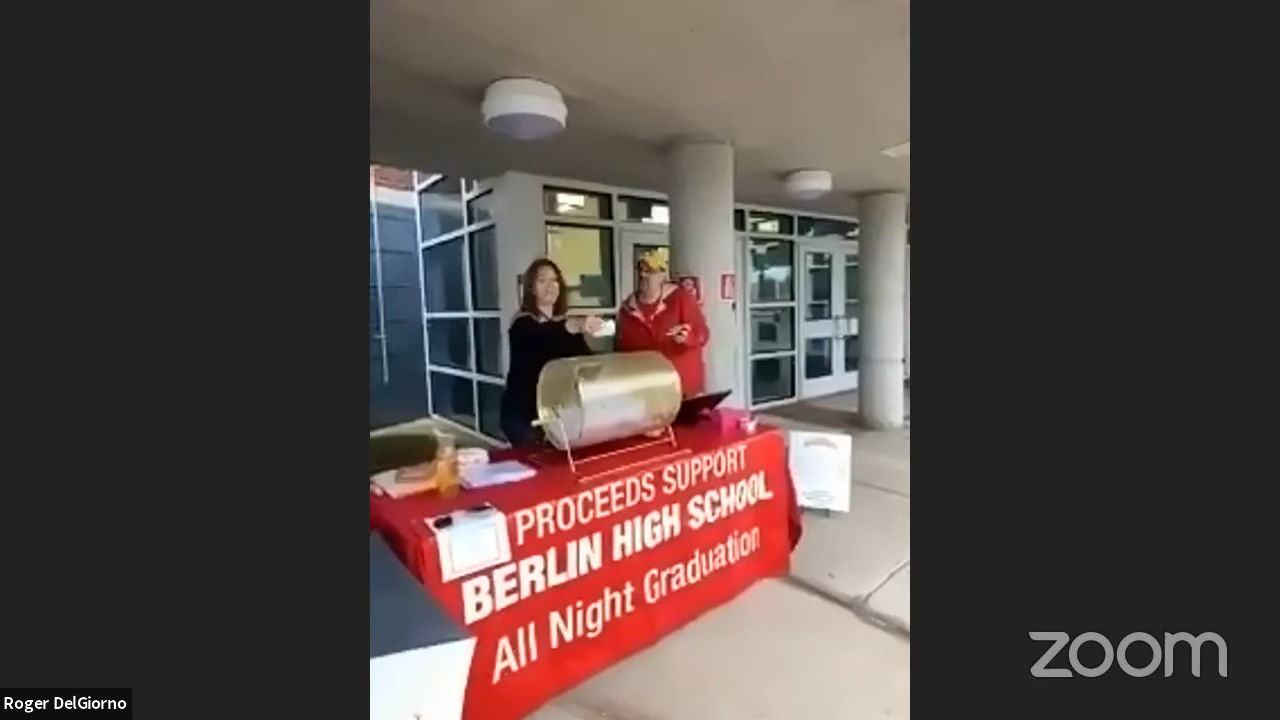 PROCEEDS SUPPORT
BERLIN HIGH SCHOOL
All Night Graduation
zoom
Roger DelGiorno